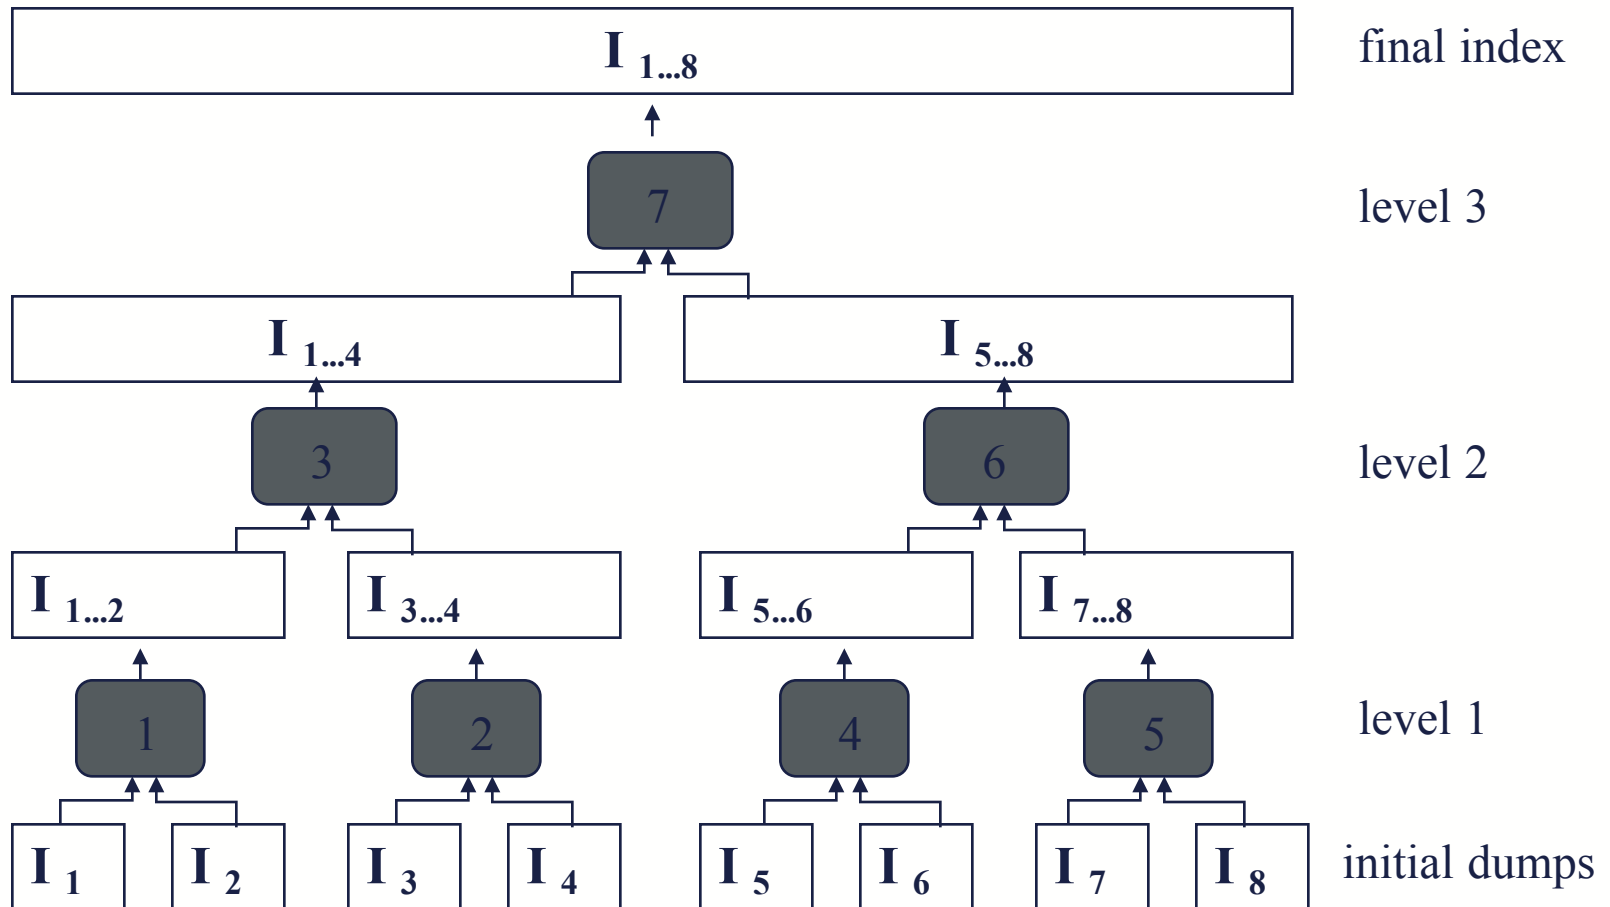 I 1...8 final index
7 level 3
I 1...4 I 5...8
3 6 level 2
I 1...2 I 3...4 I 5...6 I 7...8
1 2 4 5 level 1
I 1 I 2 I 3 I 4 I 5 I 6 I 7 I 8 initial dumps